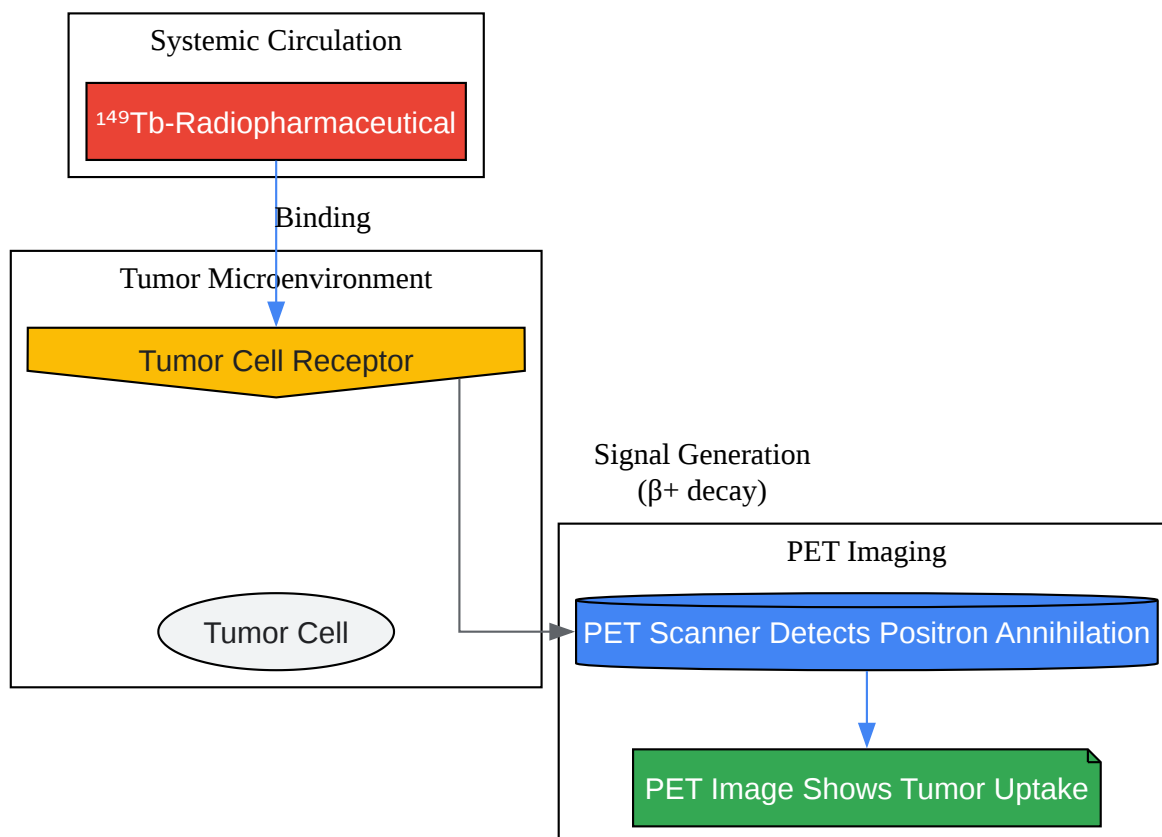 Systemic Circulation
¹⁴⁹Tb-Radiopharmaceutical
Binding
Tumor Microenvironment
Tumor Cell Receptor
Signal Generation
(β+ decay)
PET Imaging
Tumor Cell
PET Scanner Detects Positron Annihilation
PET Image Shows Tumor Uptake